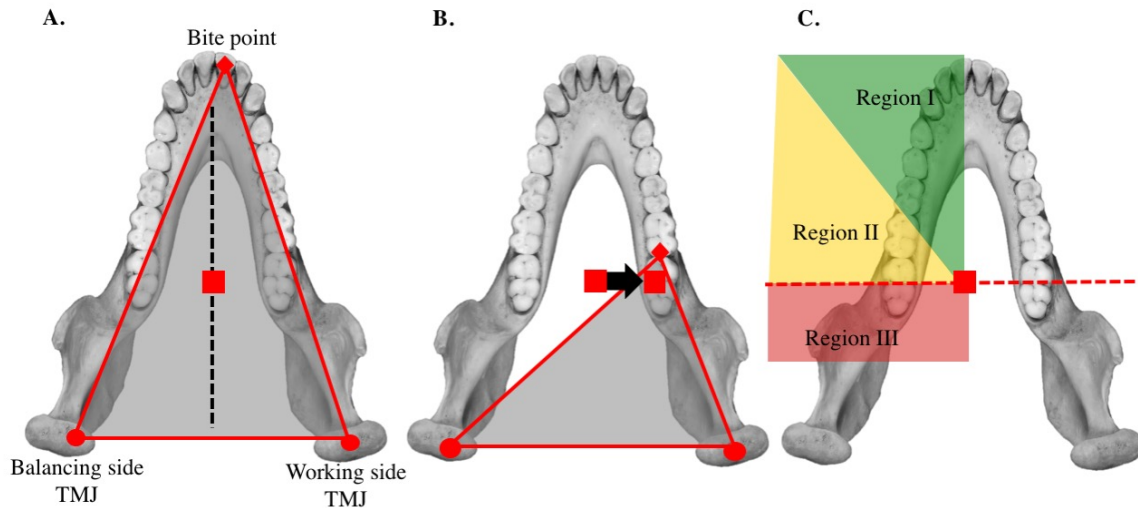 A.
B.
C.
Bite point
Region I
Region II
Region III
Balancing side
TMJ
Working side
TMJ